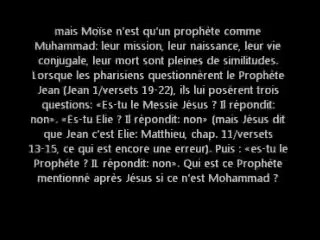 mais Moïse n'est qu'un prophète comme
Muhammad: leur mission, leur naissance, leur vie
conjugale, leur mort sont pleines de similitudes.
Lorsque les pharisiens questionnèrent le Prophète
Jean (Jean 1/versets 19-22), ils lui posèrent trois
questions: «Es-tu le Messie Jésus ? Il répondit:
non». «Es-tu Elie ? Il répondit: non» (mais Jésus dit
que Jean c'est Elie: Matthieu, chap. 11/versets
13-15, ce qui est encore une erreur). Puis : «es-tu le
Prophète ? IL répondit: non». Qui est ce Prophète
mentionné après Jésus si ce n'est Mohammad ?